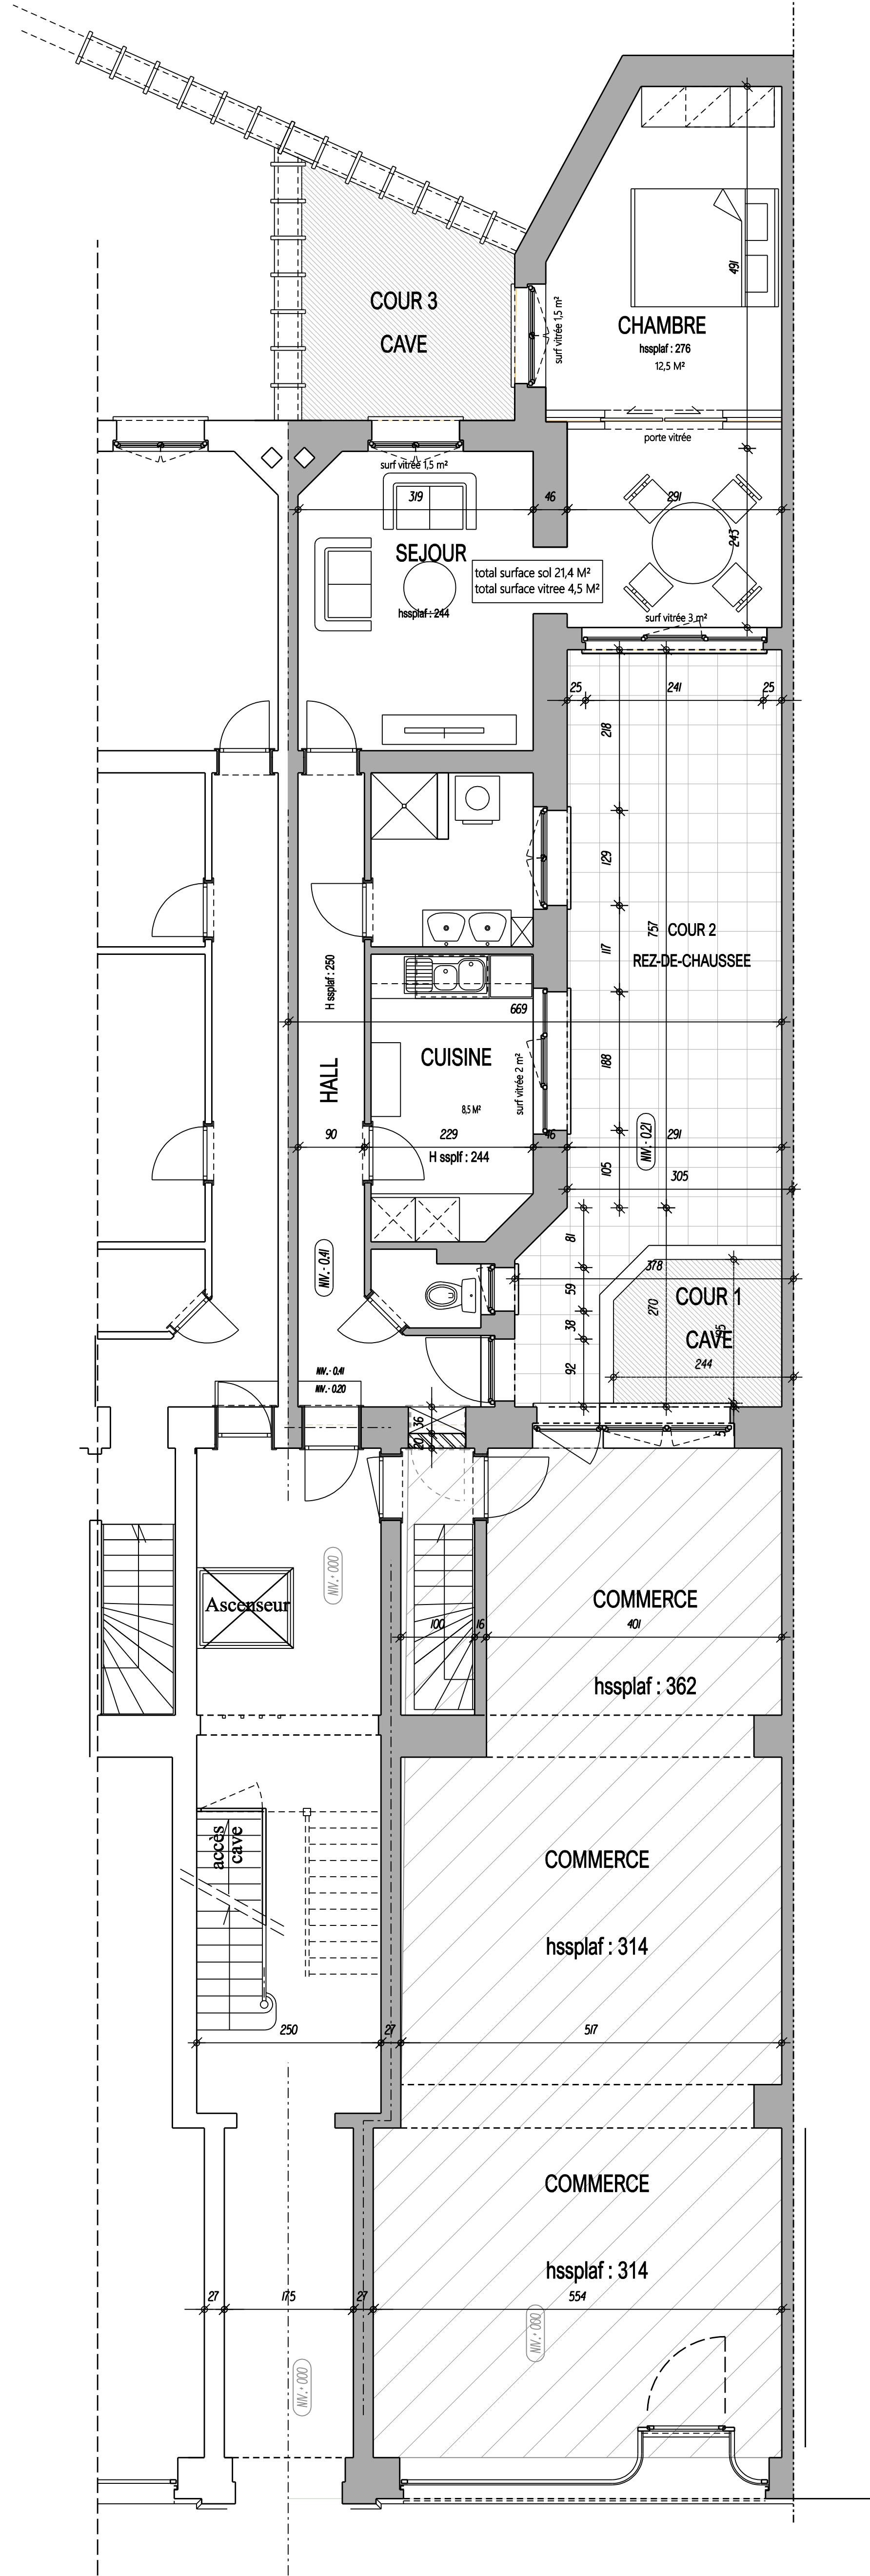 COUR 3
CAVE
surf vitrée 1,5 m²
491
CHAMBRE
hssplaf : 276
12,5 M²
porte vitrée
surf vitrée 1,5 m²
319
46
291
243
SEJOUR
hssplaf : 244
total surface sol 21,4 M²
total surface vitree 4,5 M²
surf vitrée 3 m²
25
241
25
218
129
117
757
COUR 2
REZ-DE-CHAUSSEE
H ssplaf : 250
669
HALL
CUISINE
8,5 M²
surf vitrée 2 m²
188
90
229
46
291
H ssplf : 244
NIV.- 0.21
105
305
81
NIV.- 0.41
378
59
270
COUR 1
CAVE
38
244
92
NIV.- 0.41
NIV.- 0.20
36
20
NIV.+ 000
Ascenseur
COMMERCE
100
16
401
hssplaf : 362
accès
cave
COMMERCE
hssplaf : 314
250
27
517
COMMERCE
hssplaf : 314
27
175
27
554
NIV.+ 000
NIV.+ 000